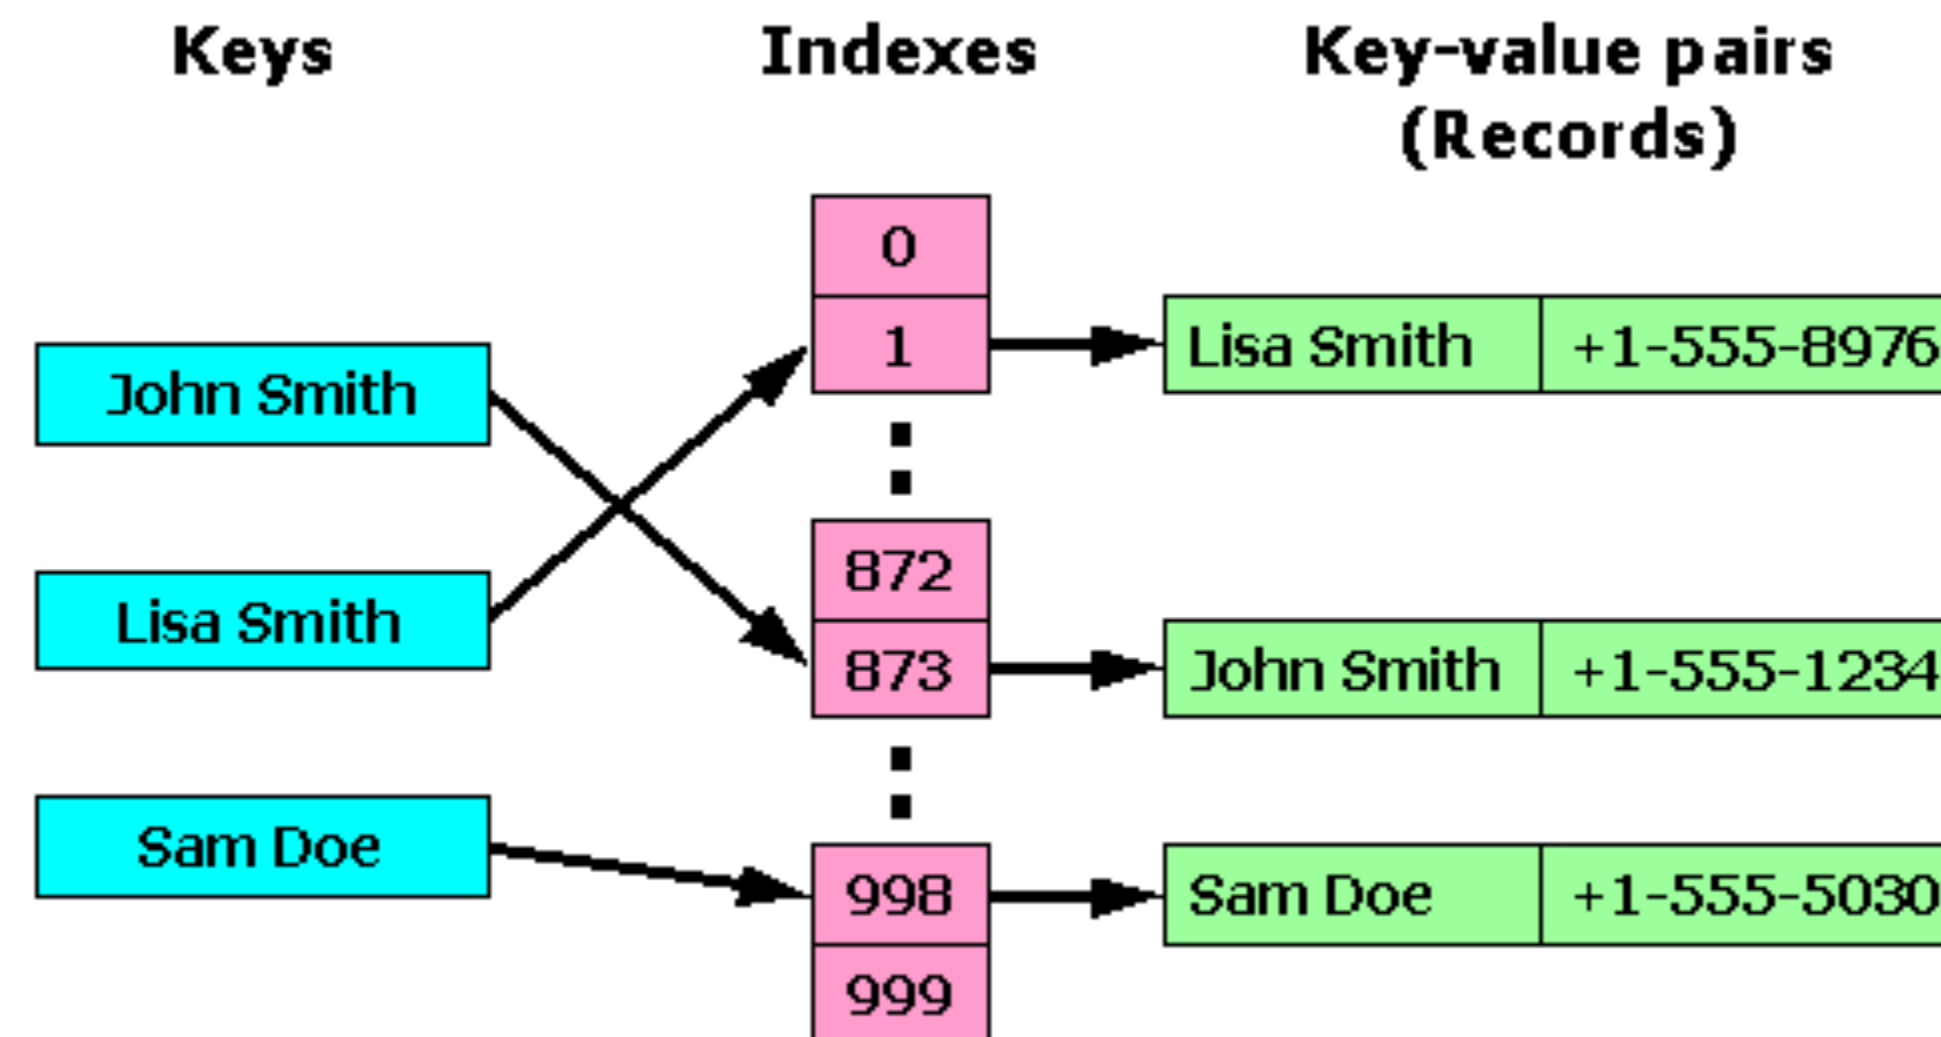 Keys
Indexes
Key-value pairs
(Records)
0
1
Lisa Smith
+1-555-8976
John Smith
Lisa Smith
872
873
John Smith
+1-555-1234
Sam Doe
998
Sam Doe
+1-555-5030
999